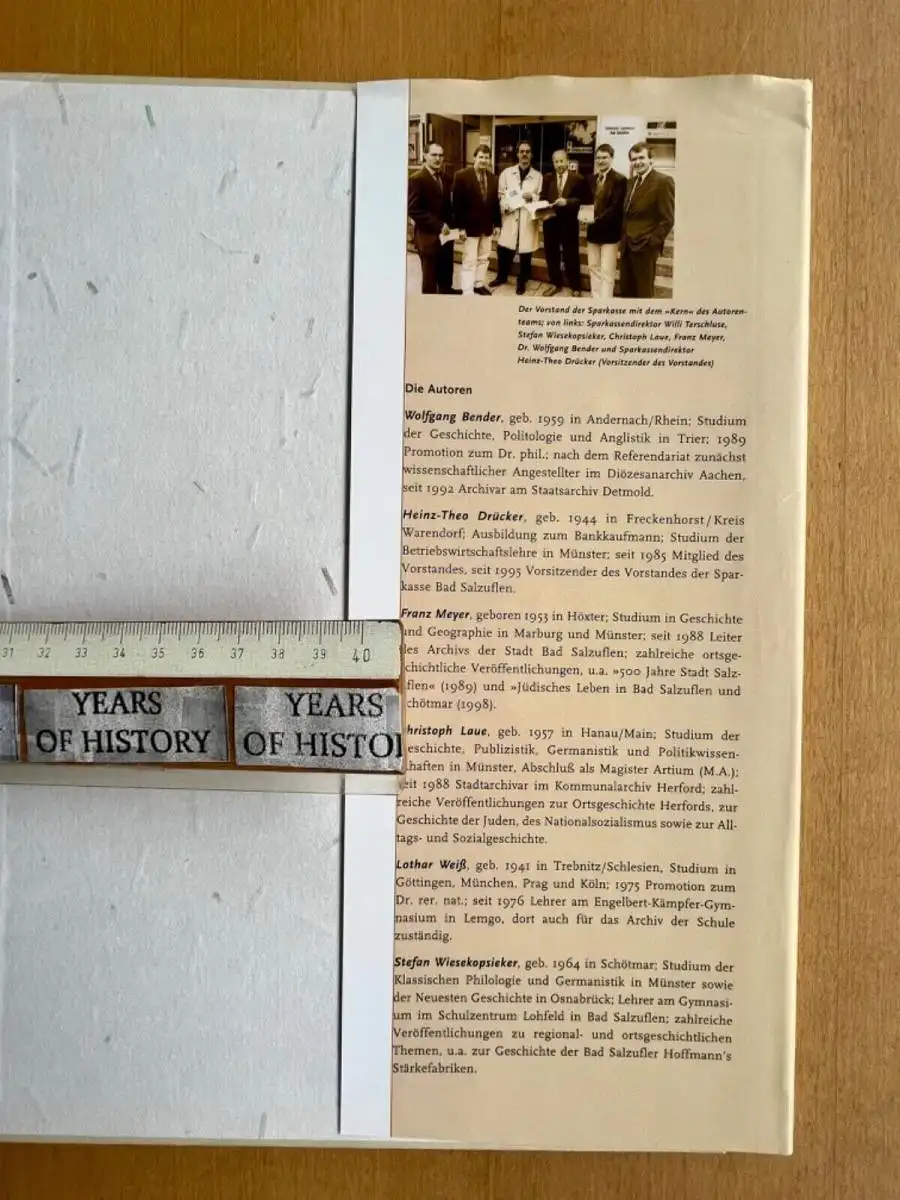 Der Vorstand der Sparkasse mit dem »Kern« des Autoren-
teams; von links: Sparkassendirektor Willi Terschluse,
Stefan Wiesekopsieker, Christoph Laue, Franz Meyer,
Dr. Wolfgang Bender und Sparkassendirektor
Heinz-Theo Drücker (Vorsitzender des Vorstandes)
Die Autoren
Wolfgang Bender, geb. 1959 in Andernach/Rhein; Studium
der Geschichte, Politologie und Anglistik in Trier; 1989
Promotion zum Dr. phil.; nach dem Referendariat zunächst
wissenschaftlicher Angestellter im Diözesanarchiv Aachen,
seit 1992 Archivar am Staatsarchiv Detmold.
Heinz-Theo Drücker, geb. 1944 in Freckenhorst/Kreis
Warendorf; Ausbildung zum Bankkaufmann; Studium der
Betriebswirtschaftslehre in Münster; seit 1985 Mitglied des
Vorstandes, seit 1995 Vorsitzender des Vorstandes der Spar-
kasse Bad Salzuflen.
Franz Meyer, geboren 1953 in Höxter; Studium in Geschichte
und Geographie in Marburg und Münster; seit 1988 Leiter
des Archivs der Stadt Bad Salzuflen; zahlreiche ortsge-
schichtliche Veröffentlichungen, u.a. »500 Jahre Stadt Salz-
uflen« (1989) und »Jüdisches Leben in Bad Salzuflen und
Schötmar (1998).
hristoph Laue, geb. 1957 in Hanau/Main; Studium der
eschichte, Publizistik, Germanistik und Politikwissen-
haften in Münster, Abschluß als Magister Artium (M.A.);
eit 1988 Stadtarchivar im Kommunalarchiv Herford; zahl-
reiche Veröffentlichungen zur Ortsgeschichte Herfords, zur
Geschichte der Juden, des Nationalsozialismus sowie zur All-
tags- und Sozialgeschichte.
Lothar Weiß, geb. 1941 in Trebnitz/Schlesien, Studium in
Göttingen, München, Prag und Köln; 1975 Promotion zum
Dr. rer. nat.; seit 1976 Lehrer am Engelbert-Kämpfer-Gym-
nasium in Lemgo, dort auch für das Archiv der Schule
zuständig.
Stefan Wiesekopsieker, geb. 1964 in Schötmar; Studium der
Klassischen Philologie und Germanistik in Münster sowie
der Neuesten Geschichte in Osnabrück; Lehrer am Gymnasi-
um im Schulzentrum Lohfeld in Bad Salzuflen; zahlreiche
Veröffentlichungen zu regional- und ortsgeschichtlichen
Themen, u.a. zur Geschichte der Bad Salzufler Hoffmann's
Stärkefabriken.
31 32 33 34 35 36 37 38 39 40
YEARS YEARS
OF HISTORY OF HISTO